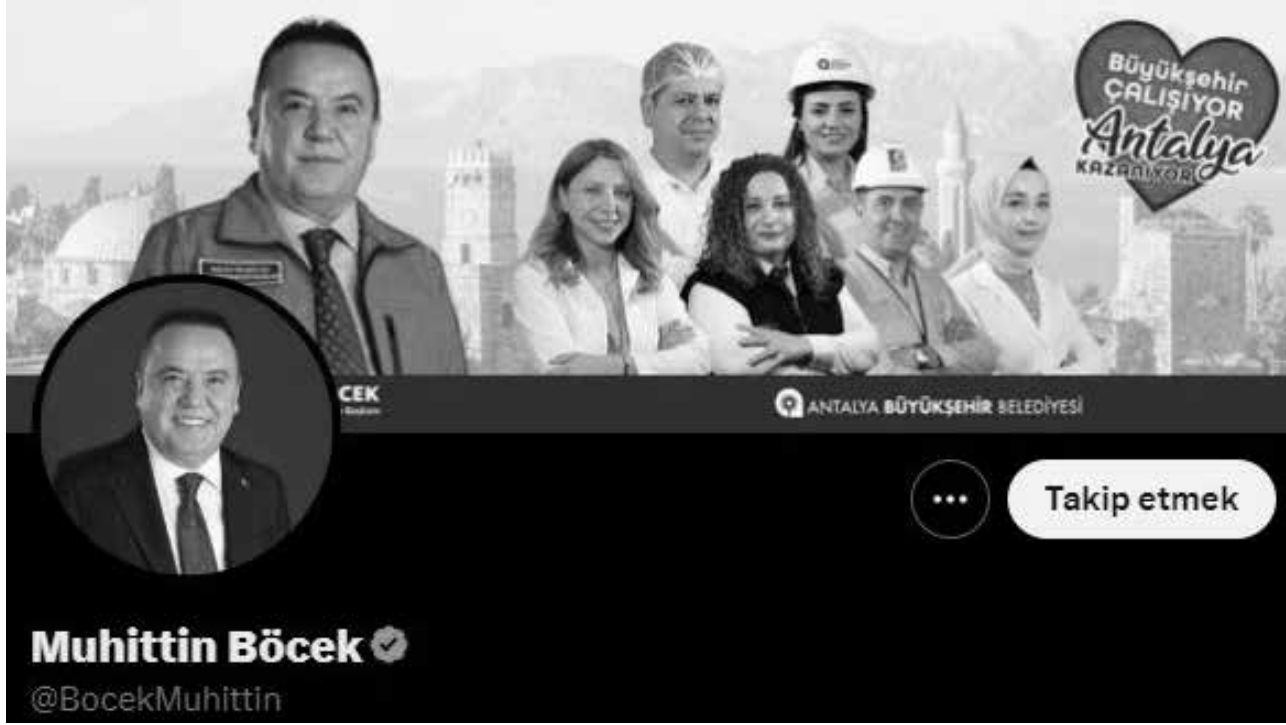 Büyükşehir
ÇALIŞIYOR
Antalya
KAZANIYOR
CEK
ANTALYA BÜYÜKŞEHİR BELEDİYESİ
Takip etmek
Muhittin Böcek
@BocekMuhittin